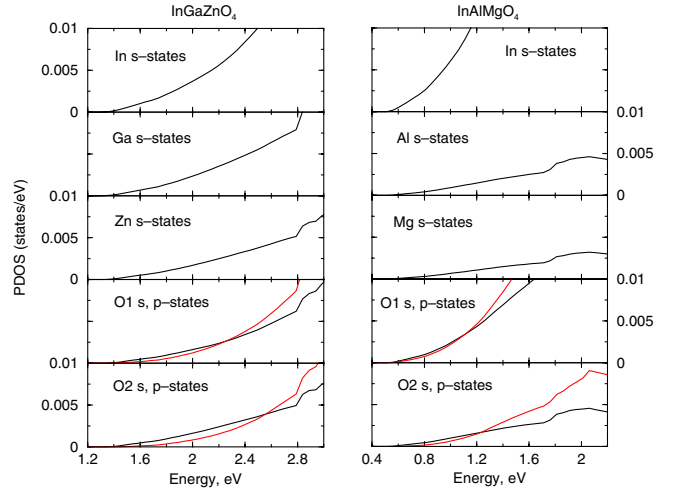 InGaZnO4 InAlMgO4
0.01
In s–states In s–states
0.005
0 0.01
Ga s–states Al s–states
0.005
0.01 0
Zn s–states Mg s–states
0.005
0 0.01
O1 s, p–states O1 s, p–states
0.005
0.01 0
O2 s, p–states O2 s, p–states
0.005
0
1.2 1.6 2 2.4 2.8 0.4 0.8 1.2 1.6 2
Energy, eV Energy, eV
PDOS (states/eV)